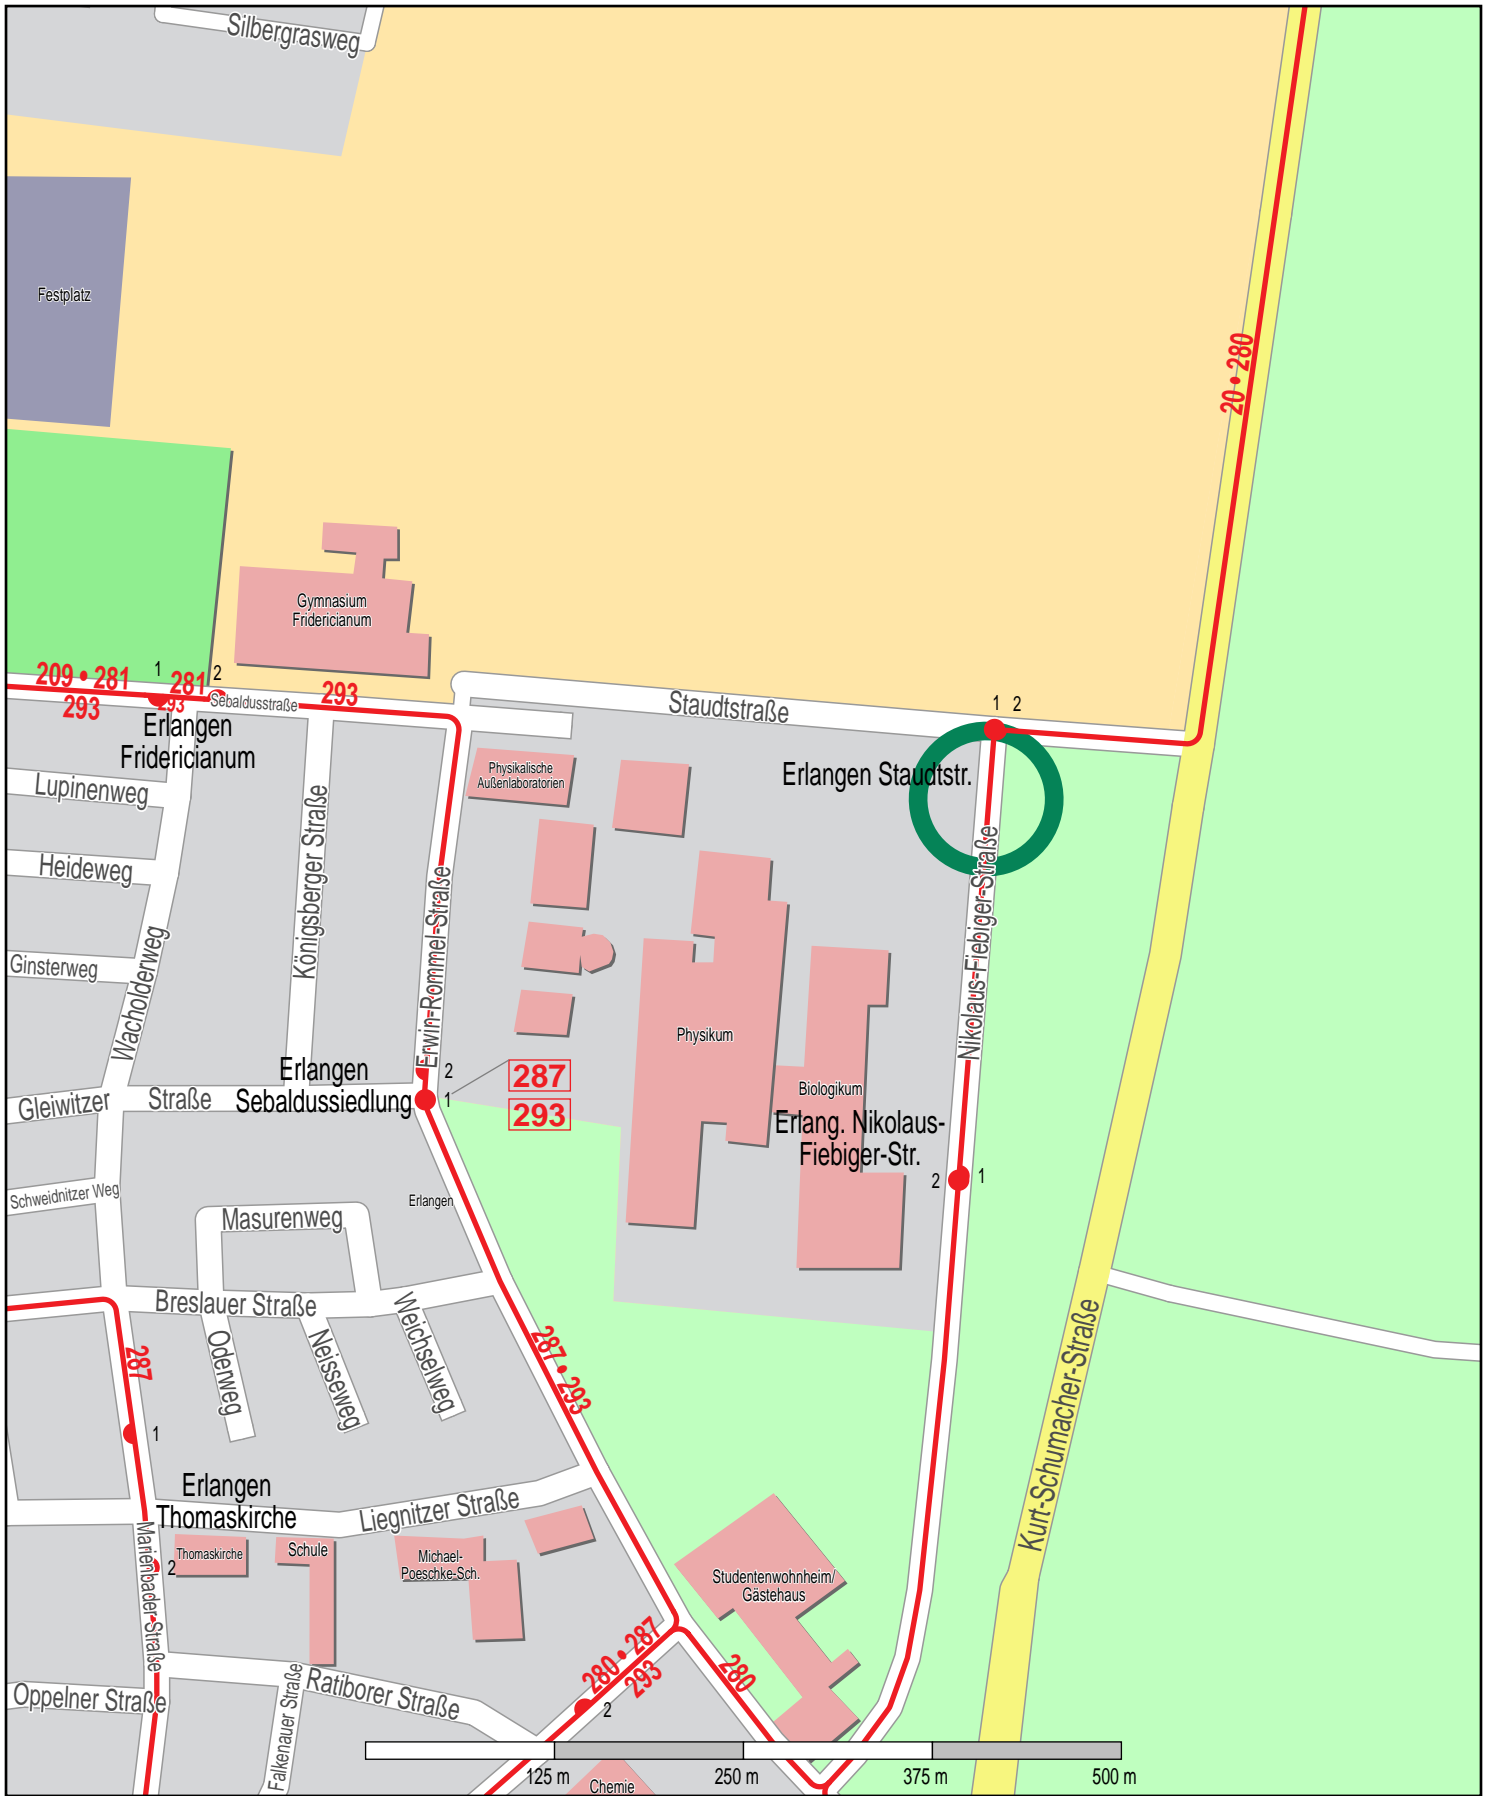 Silbergrasweg
Festplatz
20 • 280
Gymnasium
Fridericianum
209 • 281
1
281
2
293
293
293
Sebaldusstraße
Erlangen
Fridericianum
Staudtstraße
1 2
Erlangen Staudtstr.
Physikalische
Außenlaboratorien
Lupinenweg
Heideweg
Ginsterweg
Wacholderweg
Königsberger Straße
Erwin-Rommel-Straße
Nikolaus-Fiebiger-Straße
Physikum
Biologikum
Erlangen
Sebaldussiedlung
2
1
287
293
Gleiwitzer Straße
Erlang. Nikolaus-
Fiebiger-Str.
2
1
Schweidnitzer Weg
Erlangen
Masurenweg
Breslauer Straße
Oderweg
Neisseweg
Weichselweg
287
287 • 293
1
Kurt-Schumacher-Straße
Erlangen
Thomaskirche
Liegnitzer Straße
Marienbader Straße
2
Thomaskirche
Schule
Michael-
Poeschke-Sch.
Studentenwohnheim/
Gästehaus
280 • 287
293
280
2
Oppelner Straße
Falkenauer Straße
Ratiborer Straße
125 m
250 m
375 m
500 m
Chemie